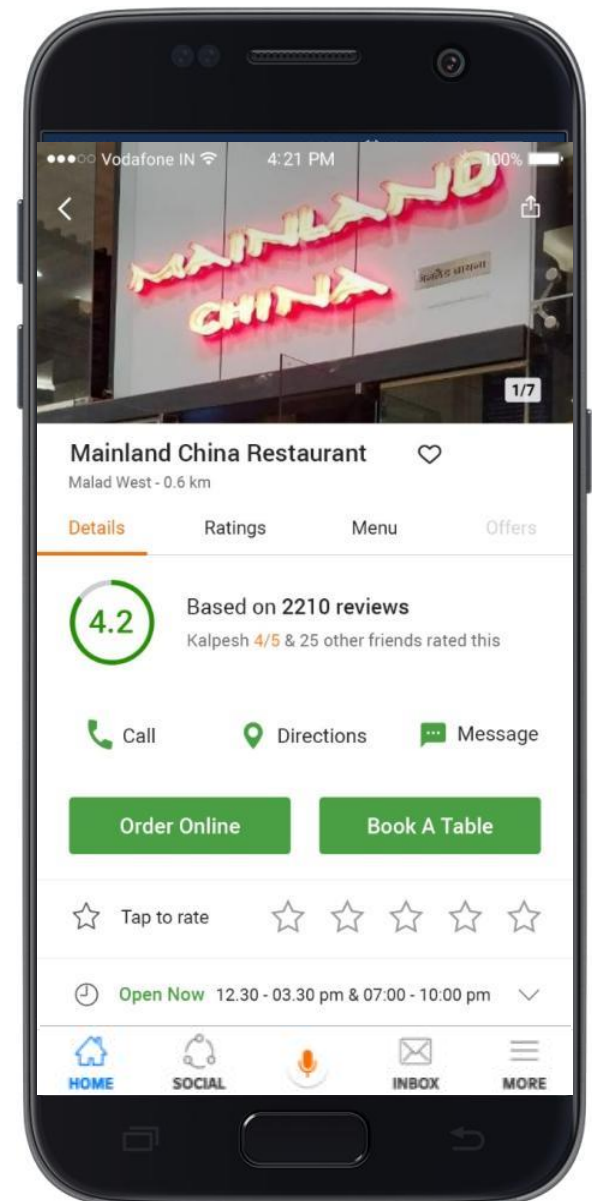 Vodafone IN 4:21 PM 100%
MAINLAND
CHINA
मेनलँड चायना
1/7
Mainland China Restaurant
Malad West - 0.6 km
Details Ratings Menu Offers
4.2
Based on 2210 reviews
Kalpesh 4/5 & 25 other friends rated this
Call Directions Message
Order Online Book A Table
Tap to rate
Open Now 12.30 - 03.30 pm & 07:00 - 10:00 pm
HOME SOCIAL INBOX MORE